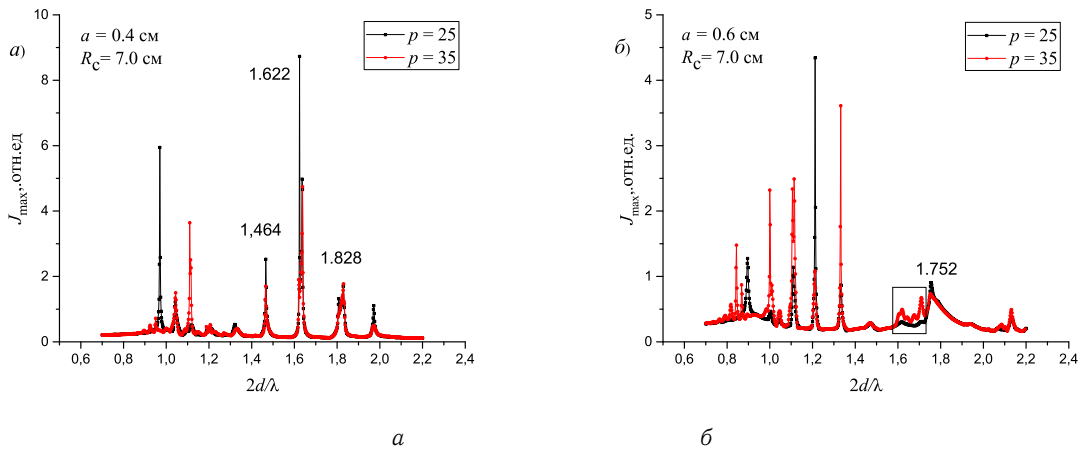 а)
a = 0.4 см
Rс= 7.0 см
p = 25
p = 35
1.622
1,464
1.828
Jmax,.отн.ед
10
8
6
4
2
0
0,6 0,8 1,0 1,2 1,4 1,6 1,8 2,0 2,2 2,4
2d/λ
а
б)
a = 0.6 см
Rс= 7.0 см
p = 25
p = 35
1.752
Jmax,.отн.ед.
5
4
3
2
1
0
0,6 0,8 1,0 1,2 1,4 1,6 1,8 2,0 2,2 2,4
2d/λ
б